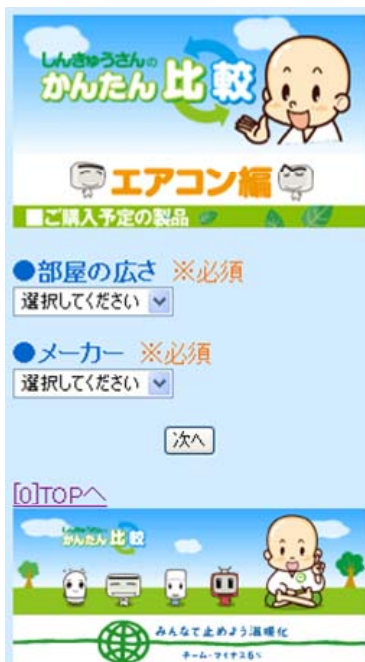 しんきゅうさんの
かんたん比較
エアコン編
■ご購入予定の製品
●部屋の広さ ※必須
選択してください
●メーカー ※必須
選択してください
次へ
[0]TOPへ
しんきゅうさんの
かんたん比較
みんなで止めよう温暖化
チーム・マイナス6%